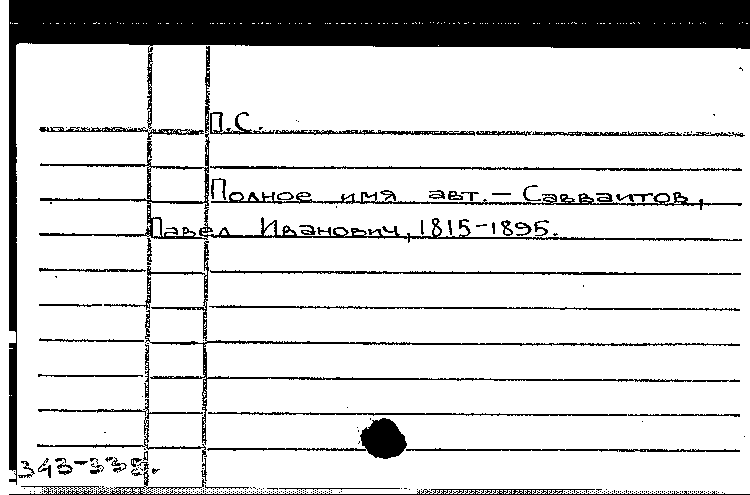 П.С.
Полное имя авт. – Савваитов,
Павел Иванович, 1815-1895.
343-338.